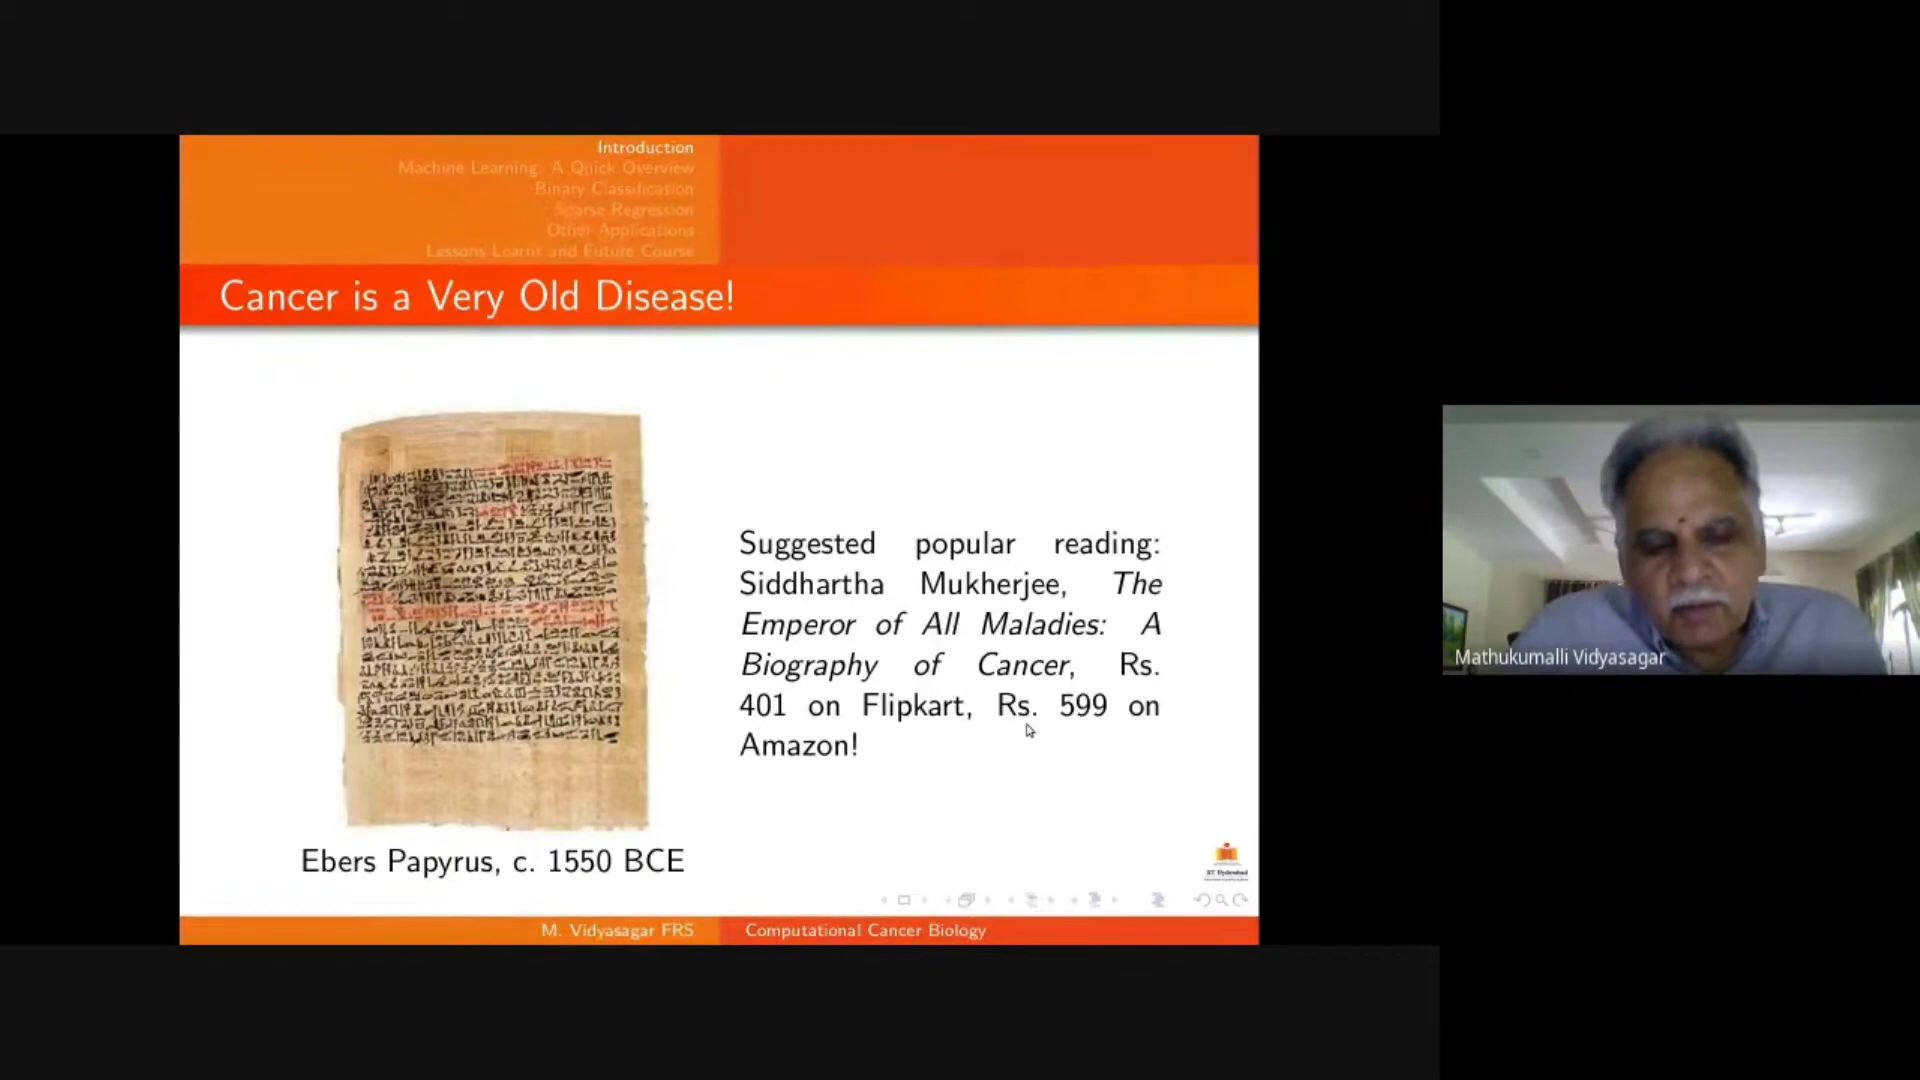 Introduction
Machine Learning: A Quick Overview
Binary Classification
Sparse Regression
Other Applications
Lessons Learnt and Future Course
Cancer is a Very Old Disease!
Suggested popular reading:
Siddhartha Mukherjee, The
Emperor of All Maladies: A
Biography of Cancer, Rs.
401 on Flipkart, Rs. 599 on
Amazon!
Ebers Papyrus, c. 1550 BCE
M. Vidyasagar FRS
Computational Cancer Biology
Mathukumalli Vidyasagar